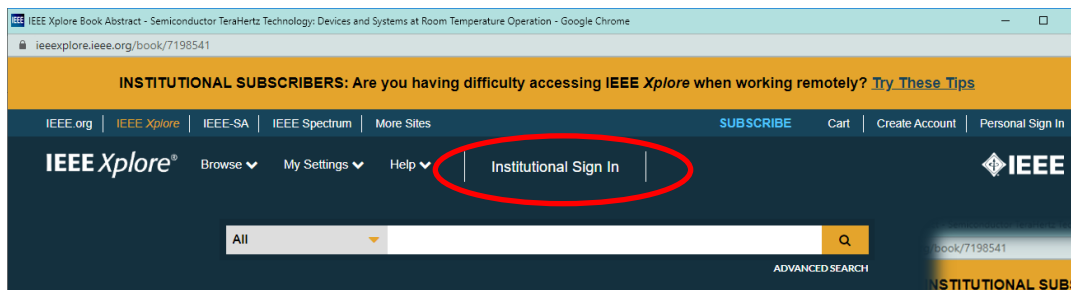 IEEE IEEE Xplore Book Abstract - Semiconductor TeraHertz Technology: Devices and Systems at Room Temperature Operation - Google Chrome
ieeexplore.ieee.org/book/7198541
INSTITUTIONAL SUBSCRIBERS: Are you having difficulty accessing IEEE Xplore when working remotely? Try These Tips
IEEE.org | IEEE Xplore | IEEE-SA | IEEE Spectrum | More Sites SUBSCRIBE Cart | Create Account | Personal Sign In
IEEE Xplore® Browse My Settings Help Institutional Sign In IEEE
All
book/7198541
ADVANCED SEARCH
INSTITUTIONAL SUB